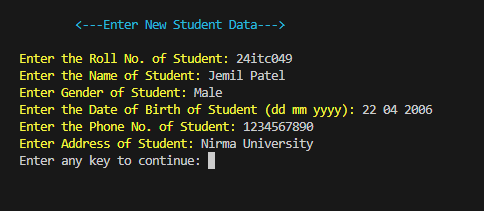 <---Enter New Student Data--->
Enter the Roll No. of Student: 24itc049
Enter the Name of Student: Jemil Patel
Enter Gender of Student: Male
Enter the Date of Birth of Student (dd mm yyyy): 22 04 2006
Enter the Phone No. of Student: 1234567890
Enter Address of Student: Nirma University
Enter any key to continue: